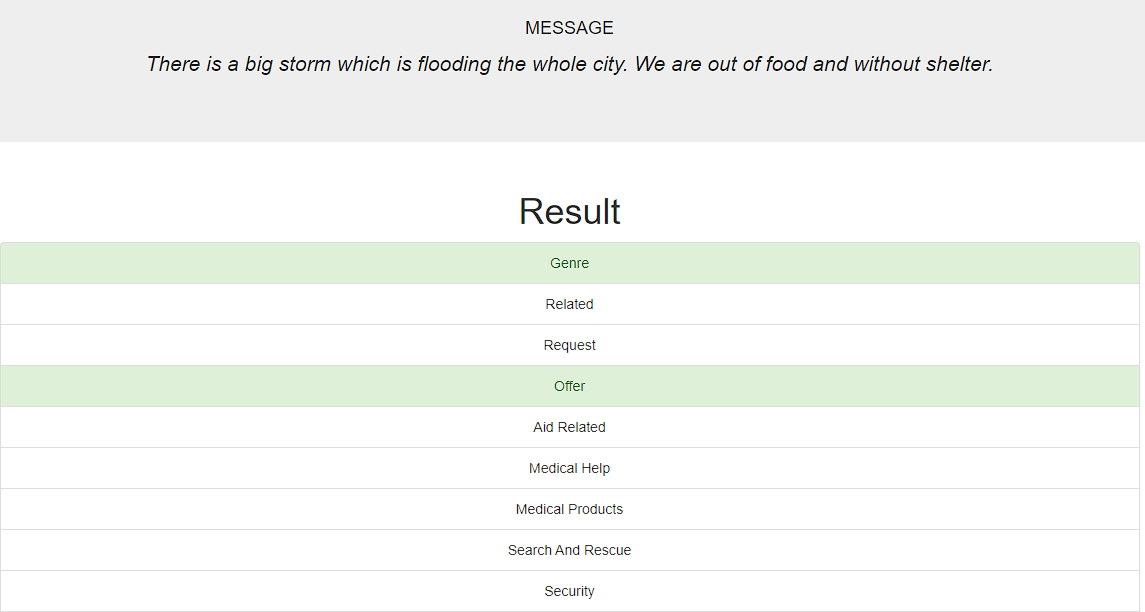 MESSAGE
There is a big storm which is flooding the whole city. We are out of food and without shelter.
Result
Genre
Related
Request
Offer
Aid Related
Medical Help
Medical Products
Search And Rescue
Security